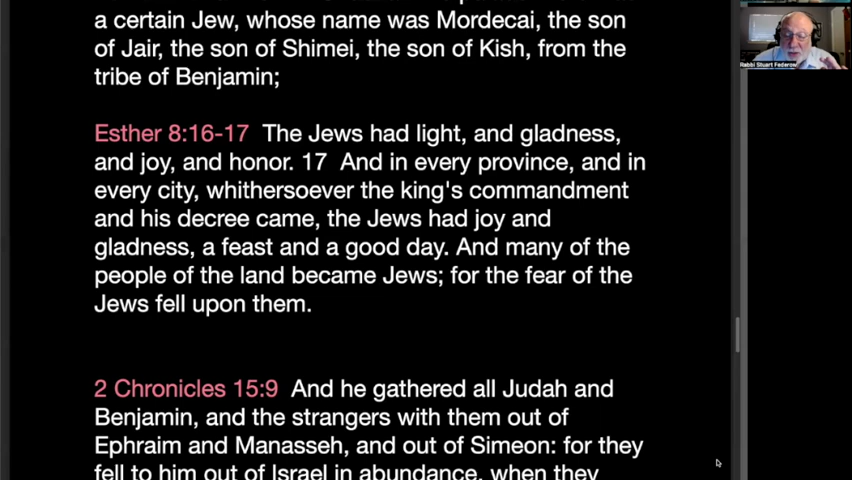 a certain Jew, whose name was Mordecai, the son
of Jair, the son of Shimei, the son of Kish, from the
tribe of Benjamin;
Esther 8:16-17 The Jews had light, and gladness,
and joy, and honor. 17 And in every province, and in
every city, whithersoever the king's commandment
and his decree came, the Jews had joy and
gladness, a feast and a good day. And many of the
people of the land became Jews; for the fear of the
Jews fell upon them.
2 Chronicles 15:9 And he gathered all Judah and
Benjamin, and the strangers with them out of
Ephraim and Manasseh, and out of Simeon: for they
fell to him out of Israel in abundance, when they
Rabbi Stuart Federow